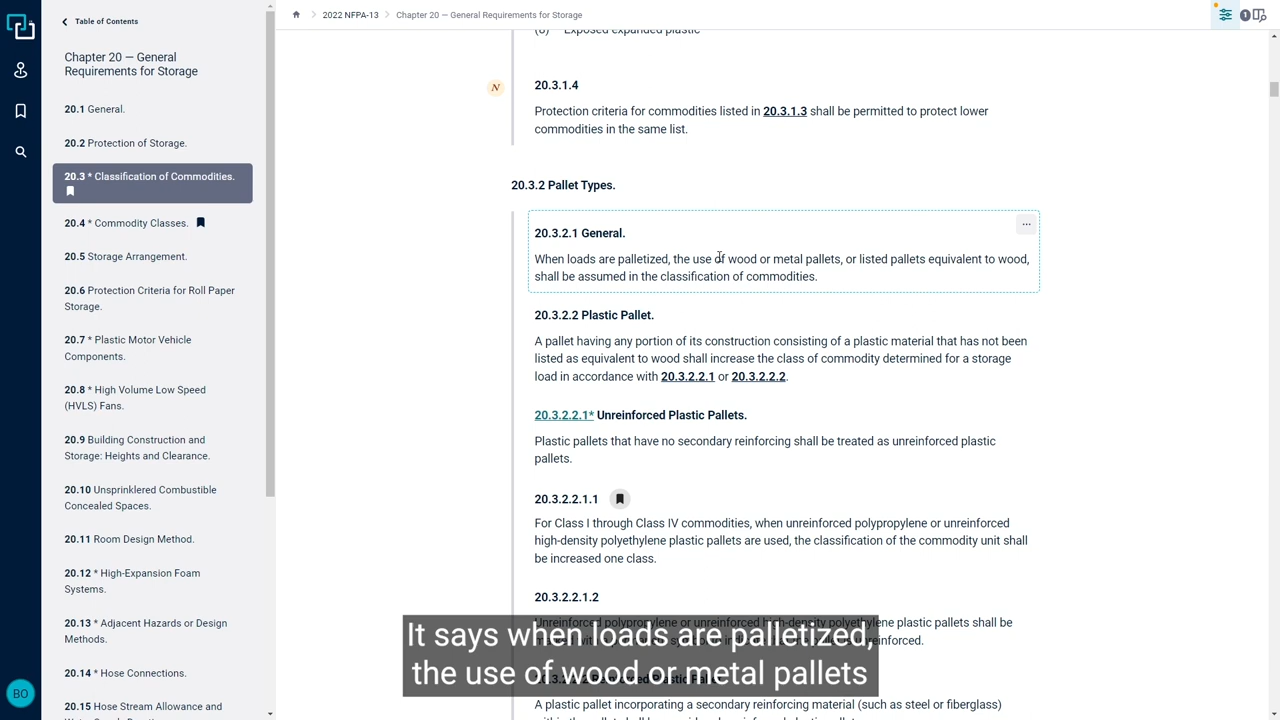 Table of Contents
Chapter 20 — General
Requirements for Storage
20.1 General.
20.2 Protection of Storage.
20.3 * Classification of Commodities.
20.4 * Commodity Classes.
20.5 Storage Arrangement.
20.6 Protection Criteria for Roll Paper
Storage.
20.7 * Plastic Motor Vehicle
Components.
20.8 * High Volume Low Speed
(HVLS) Fans.
20.9 Building Construction and
Storage: Heights and Clearance.
20.10 Unsprinklered Combustible
Concealed Spaces.
20.11 Room Design Method.
20.12 * High-Expansion Foam
Systems.
20.13 * Adjacent Hazards or Design
Methods.
20.14 * Hose Connections.
20.15 Hose Stream Allowance and
BO
2022 NFPA-13 Chapter 20 — General Requirements for Storage
1
Exposed expanded plastic
N
20.3.1.4
Protection criteria for commodities listed in 20.3.1.3 shall be permitted to protect lower
commodities in the same list.
20.3.2 Pallet Types.
...
20.3.2.1 General.
When loads are palletized, the use of wood or metal pallets, or listed pallets equivalent to wood,
shall be assumed in the classification of commodities.
20.3.2.2 Plastic Pallet.
A pallet having any portion of its construction consisting of a plastic material that has not been
listed as equivalent to wood shall increase the class of commodity determined for a storage
load in accordance with 20.3.2.2.1 or 20.3.2.2.2.
20.3.2.2.1* Unreinforced Plastic Pallets.
Plastic pallets that have no secondary reinforcing shall be treated as unreinforced plastic
pallets.
20.3.2.2.1.1
For Class I through Class IV commodities, when unreinforced polypropylene or unreinforced
high-density polyethylene plastic pallets are used, the classification of the commodity unit shall
be increased one class.
20.3.2.2.1.2
Unreinforced polypropylene or unreinforced high-density polyethylene plastic pallets shall be
unreinforced.
A plastic pallet incorporating a secondary reinforcing material (such as steel or fiberglass)
It says when loads are palletized,
the use of wood or metal pallets